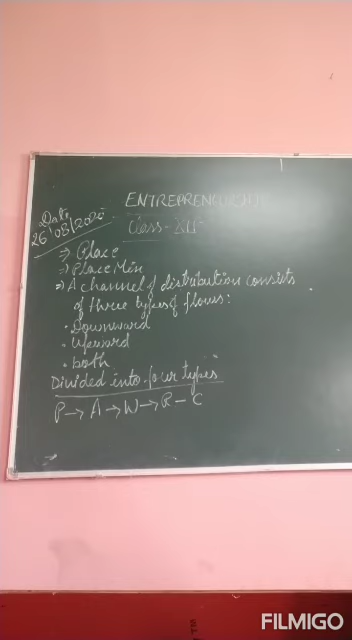 ENTREPRENEURSHIP
Date
26/08/2020
Class- XII
⇒ Place
⇒ Place Mix
⇒ A channel of distribution consists
of three types of flows:
• Downward
• Upward
• both
Divided into four types
P → A → W → R - C
FILMIGO